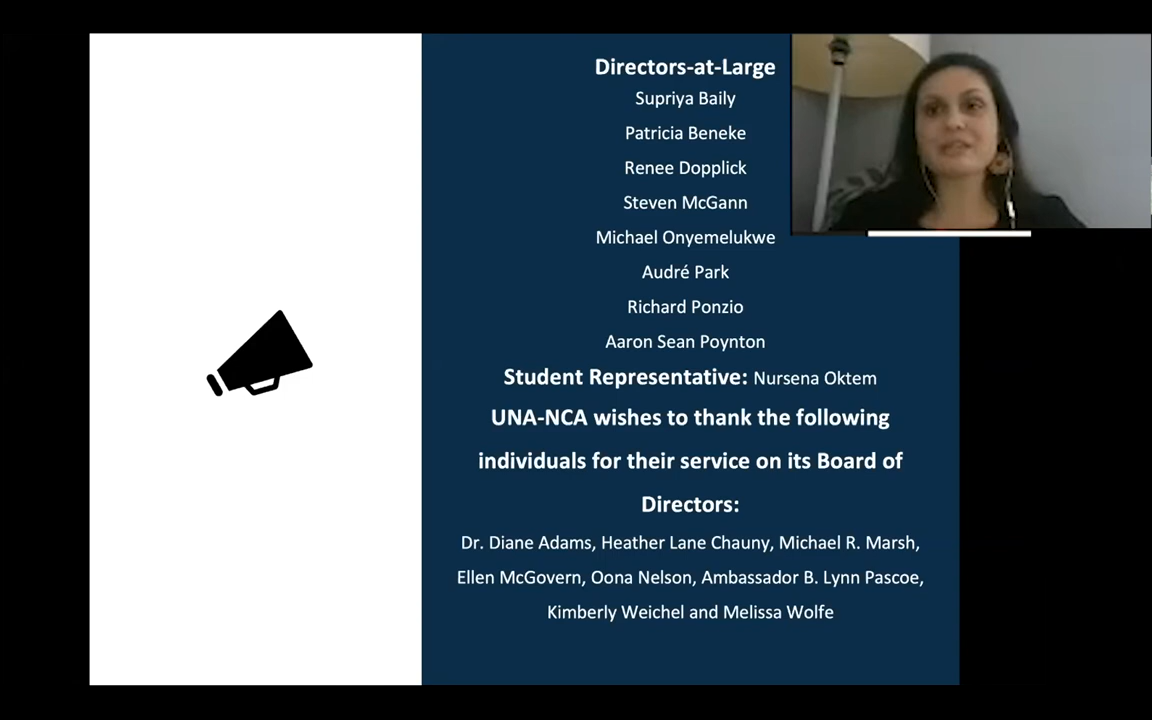 Directors-at-Large
Supriya Baily
Patricia Beneke
Renee Dopplick
Steven McGann
Michael Onyemelukwe
Audré Park
Richard Ponzio
Aaron Sean Poynton
Student Representative: Nursena Oktem
UNA-NCA wishes to thank the following
individuals for their service on its Board of
Directors:
Dr. Diane Adams, Heather Lane Chauny, Michael R. Marsh,
Ellen McGovern, Oona Nelson, Ambassador B. Lynn Pascoe,
Kimberly Weichel and Melissa Wolfe